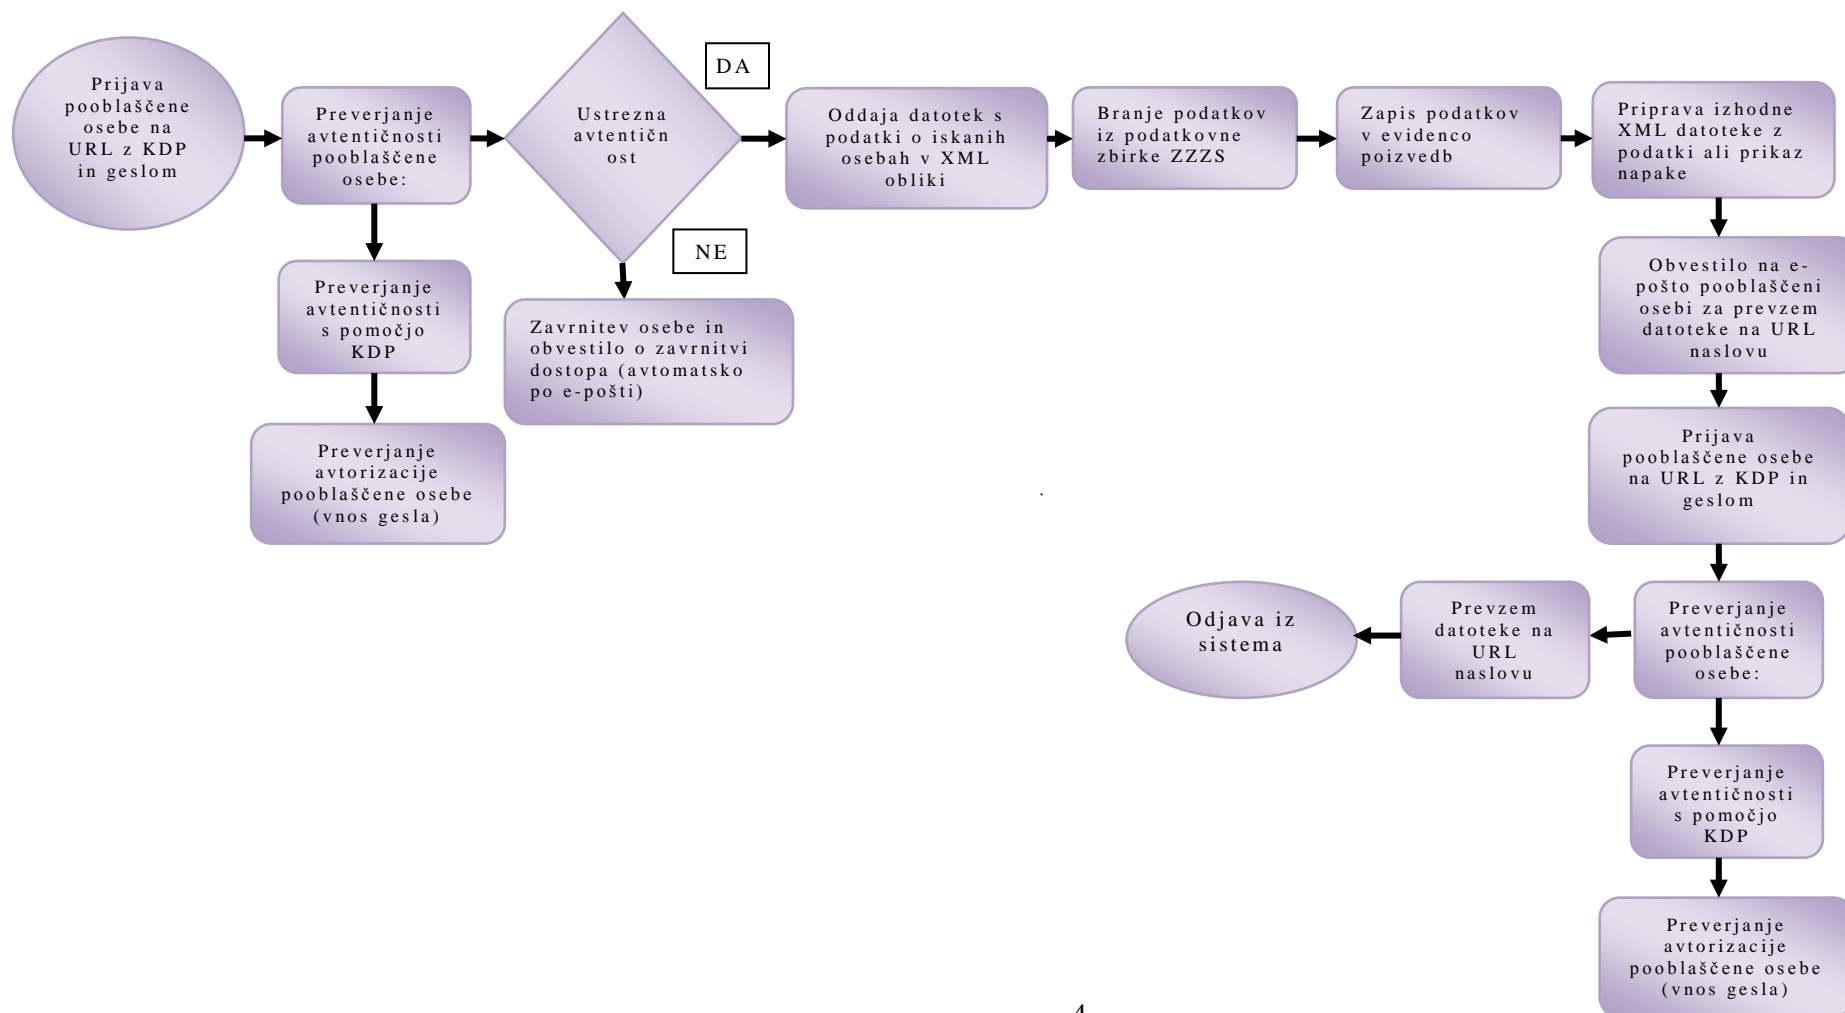 Prijava
pooblaščene
osebe na
URL z KDP
in geslom
Preverjanje
avtentičnosti
pooblaščene
osebe:
Ustrezna
avtentičn
ost
DA
NE
Oddaja datotek s
podatki o iskanih
osebah v XML
obliki
Branje podatkov
iz podatkovne
zbirke ZZZS
Zapis podatkov
v evidenco
poizvedb
Priprava izhodne
XML datoteke z
podatki ali prikaz
napake
Preverjanje
avtentičnosti
s pomočjo
KDP
Zavrnitev osebe in
obvestilo o zavrnitvi
dostopa (avtomatsko
po e-pošti)
Obvestilo na e-
pošto pooblaščeni
osebi za prevzem
datoteke na URL
naslovu
Preverjanje
avtorizacije
pooblaščene osebe
(vnos gesla)
.
Prijava
pooblaščene osebe
na URL z KDP in
geslom
Odjava iz
sistema
Prevzem
datoteke na
URL
naslovu
Preverjanje
avtentičnosti
pooblaščene
osebe:
Preverjanje
avtentičnosti
s pomočjo
KDP
Preverjanje
avtorizacije
pooblaščene osebe
(vnos gesla)
4